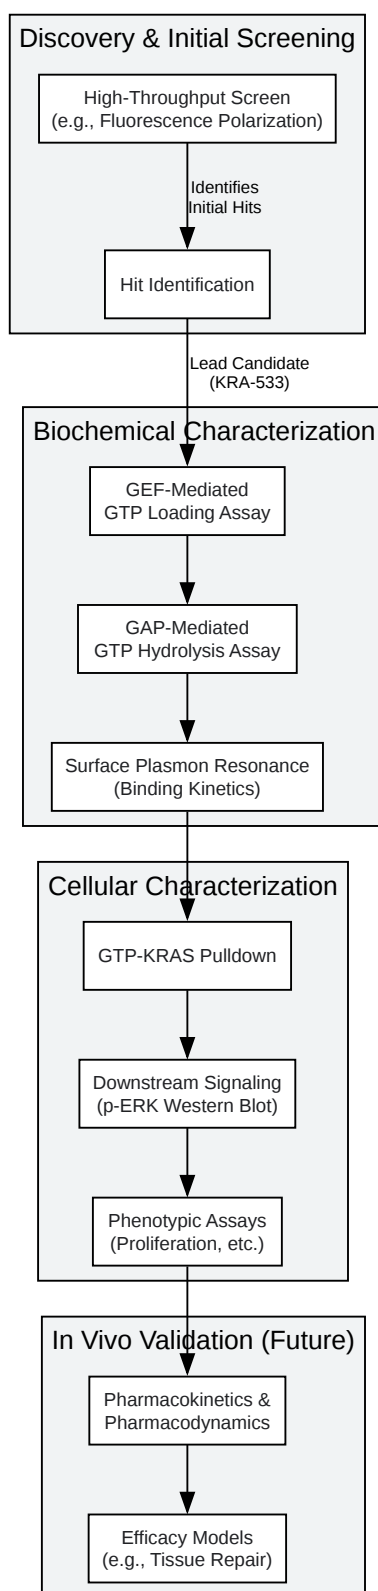 Discovery & Initial Screening
High-Throughput Screen
(e.g., Fluorescence Polarization)
Identifies
Initial Hits
Hit Identification
Lead Candidate
(KRA-533)
Biochemical Characterization
GEF-Mediated
GTP Loading Assay
GAP-Mediated
GTP Hydrolysis Assay
Surface Plasmon Resonance
(Binding Kinetics)
Cellular Characterization
GTP-KRAS Pulldown
Downstream Signaling
(p-ERK Western Blot)
Phenotypic Assays
(Proliferation, etc.)
In Vivo Validation (Future)
Pharmacokinetics &
Pharmacodynamics
Efficacy Models
(e.g., Tissue Repair)